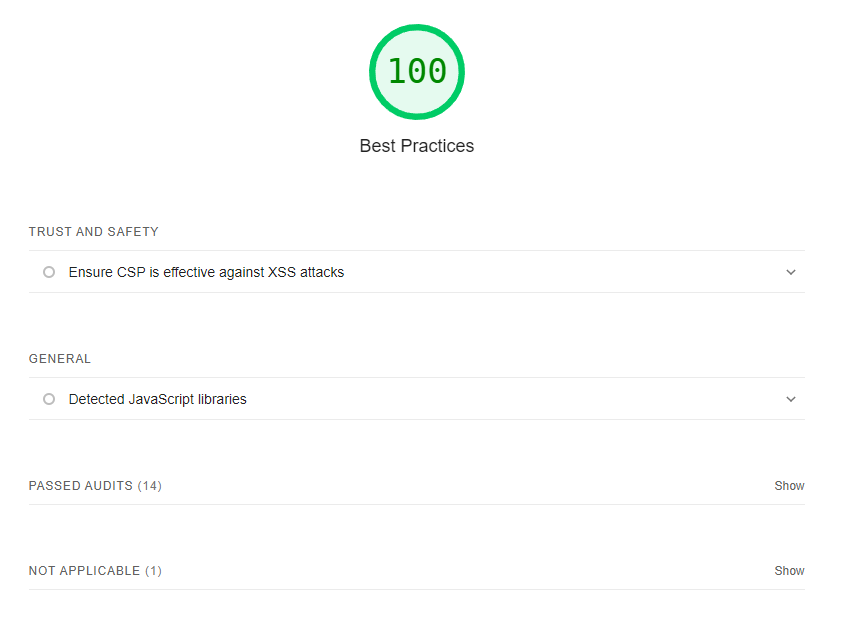 100
Best Practices
TRUST AND SAFETY
Ensure CSP is effective against XSS attacks
GENERAL
Detected JavaScript libraries
PASSED AUDITS (14)
Show
NOT APPLICABLE (1)
Show